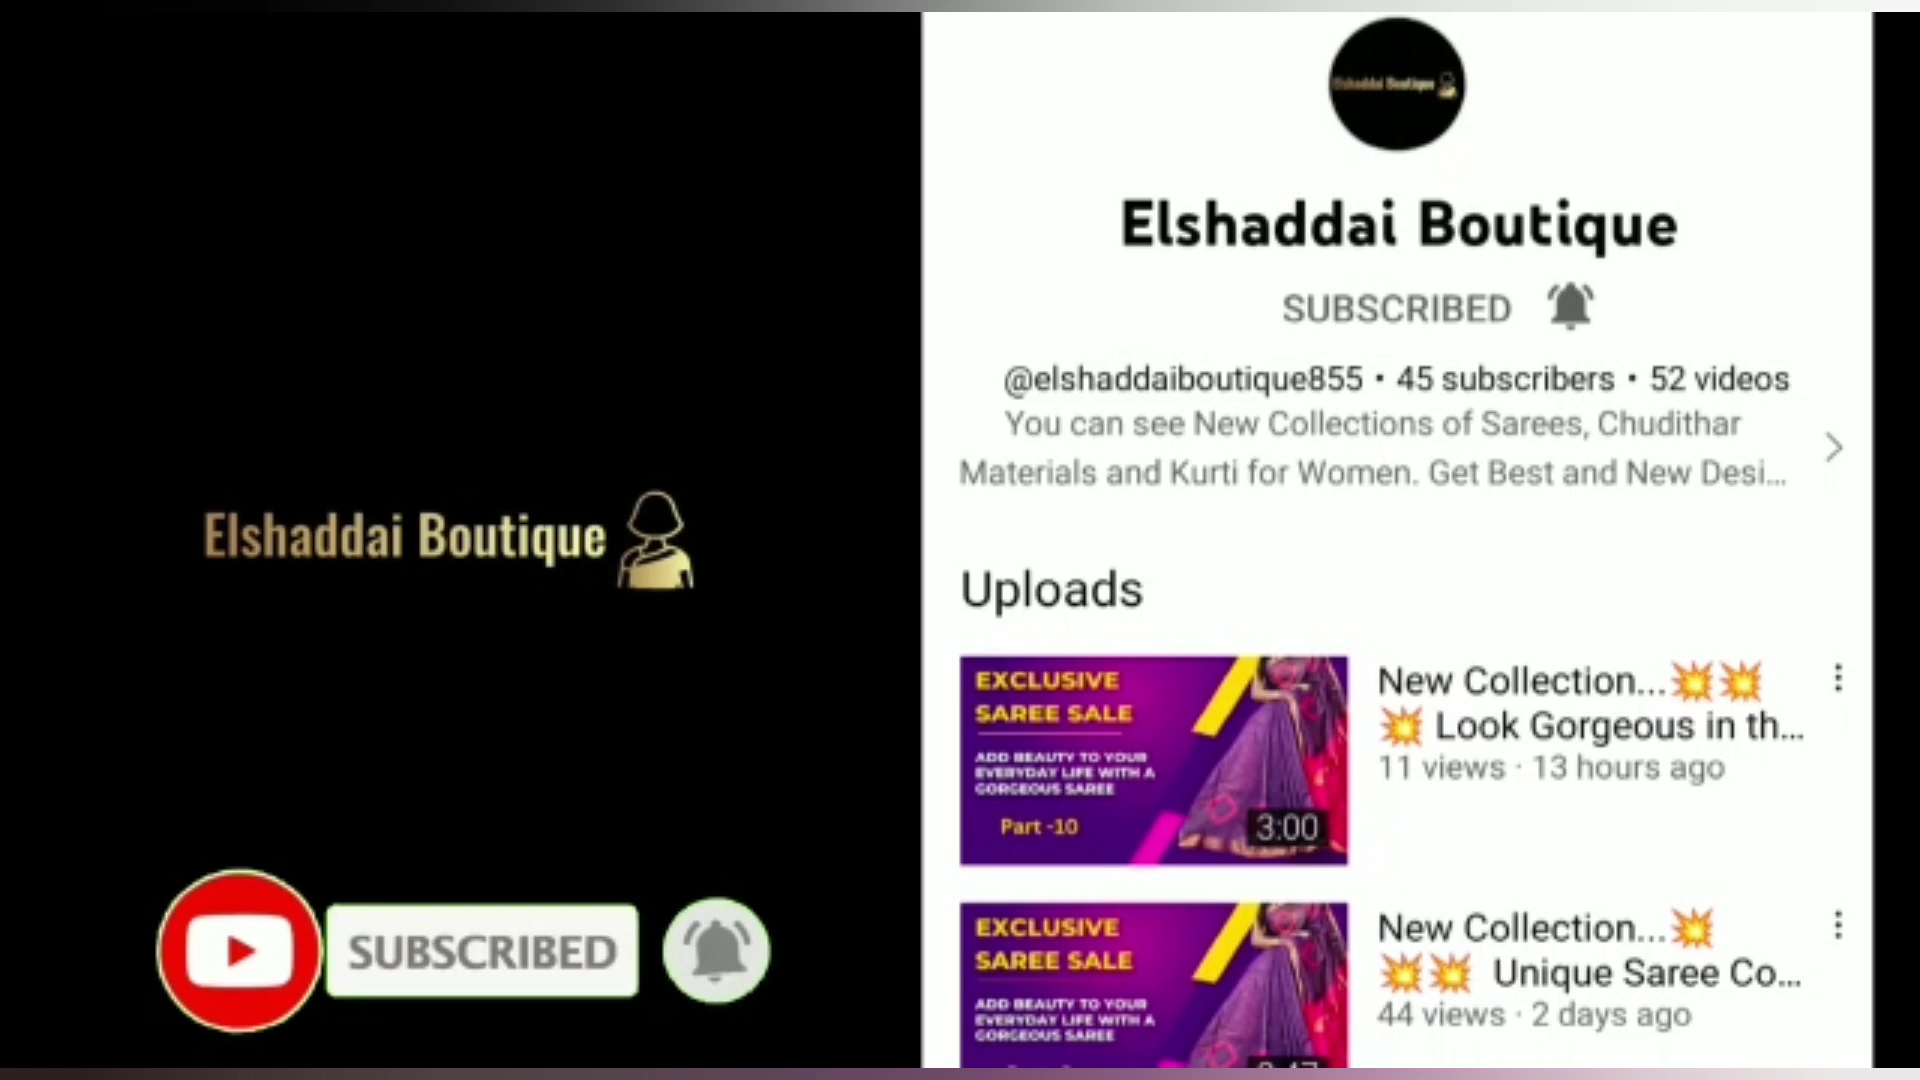 Elshaddai Boutique
SUBSCRIBED
Elshaddai Boutique
Elshaddai Boutique
SUBSCRIBED
@elshaddaiboutique855 • 45 subscribers • 52 videos
You can see New Collections of Sarees, Chudithar
Materials and Kurti for Women. Get Best and New Desi...
Uploads
EXCLUSIVE
SAREE SALE
ADD BEAUTY TO YOUR
EVERYDAY LIFE WITH A
GORGEOUS SAREE
Part -10
3:00
New Collection...💥💥
💥 Look Gorgeous in th...
11 views · 13 hours ago
EXCLUSIVE
SAREE SALE
ADD BEAUTY TO YOUR
EVERYDAY LIFE WITH A
GORGEOUS SAREE
New Collection...💥
💥💥 Unique Saree Co...
44 views · 2 days ago